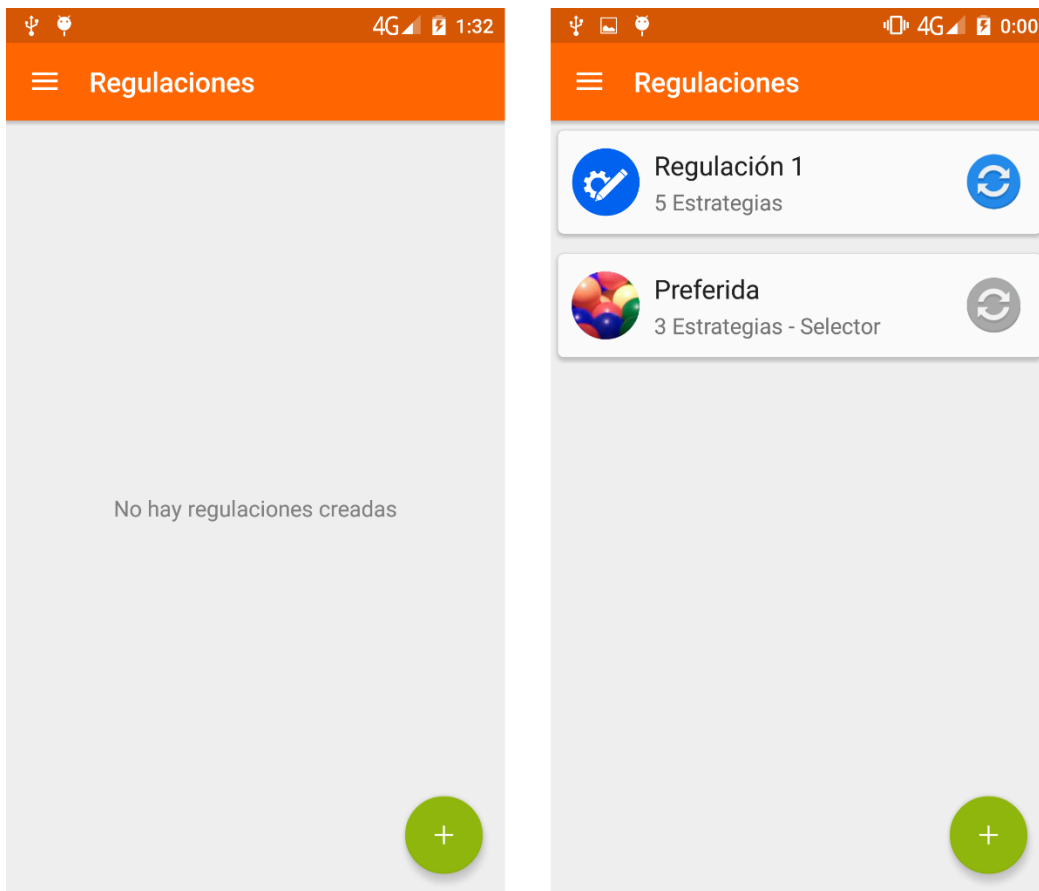 4G 1:32
Regulaciones
No hay regulaciones creadas
+
4G 0:00
Regulaciones
Regulación 1
5 Estrategias
Preferida
3 Estrategias - Selector
+